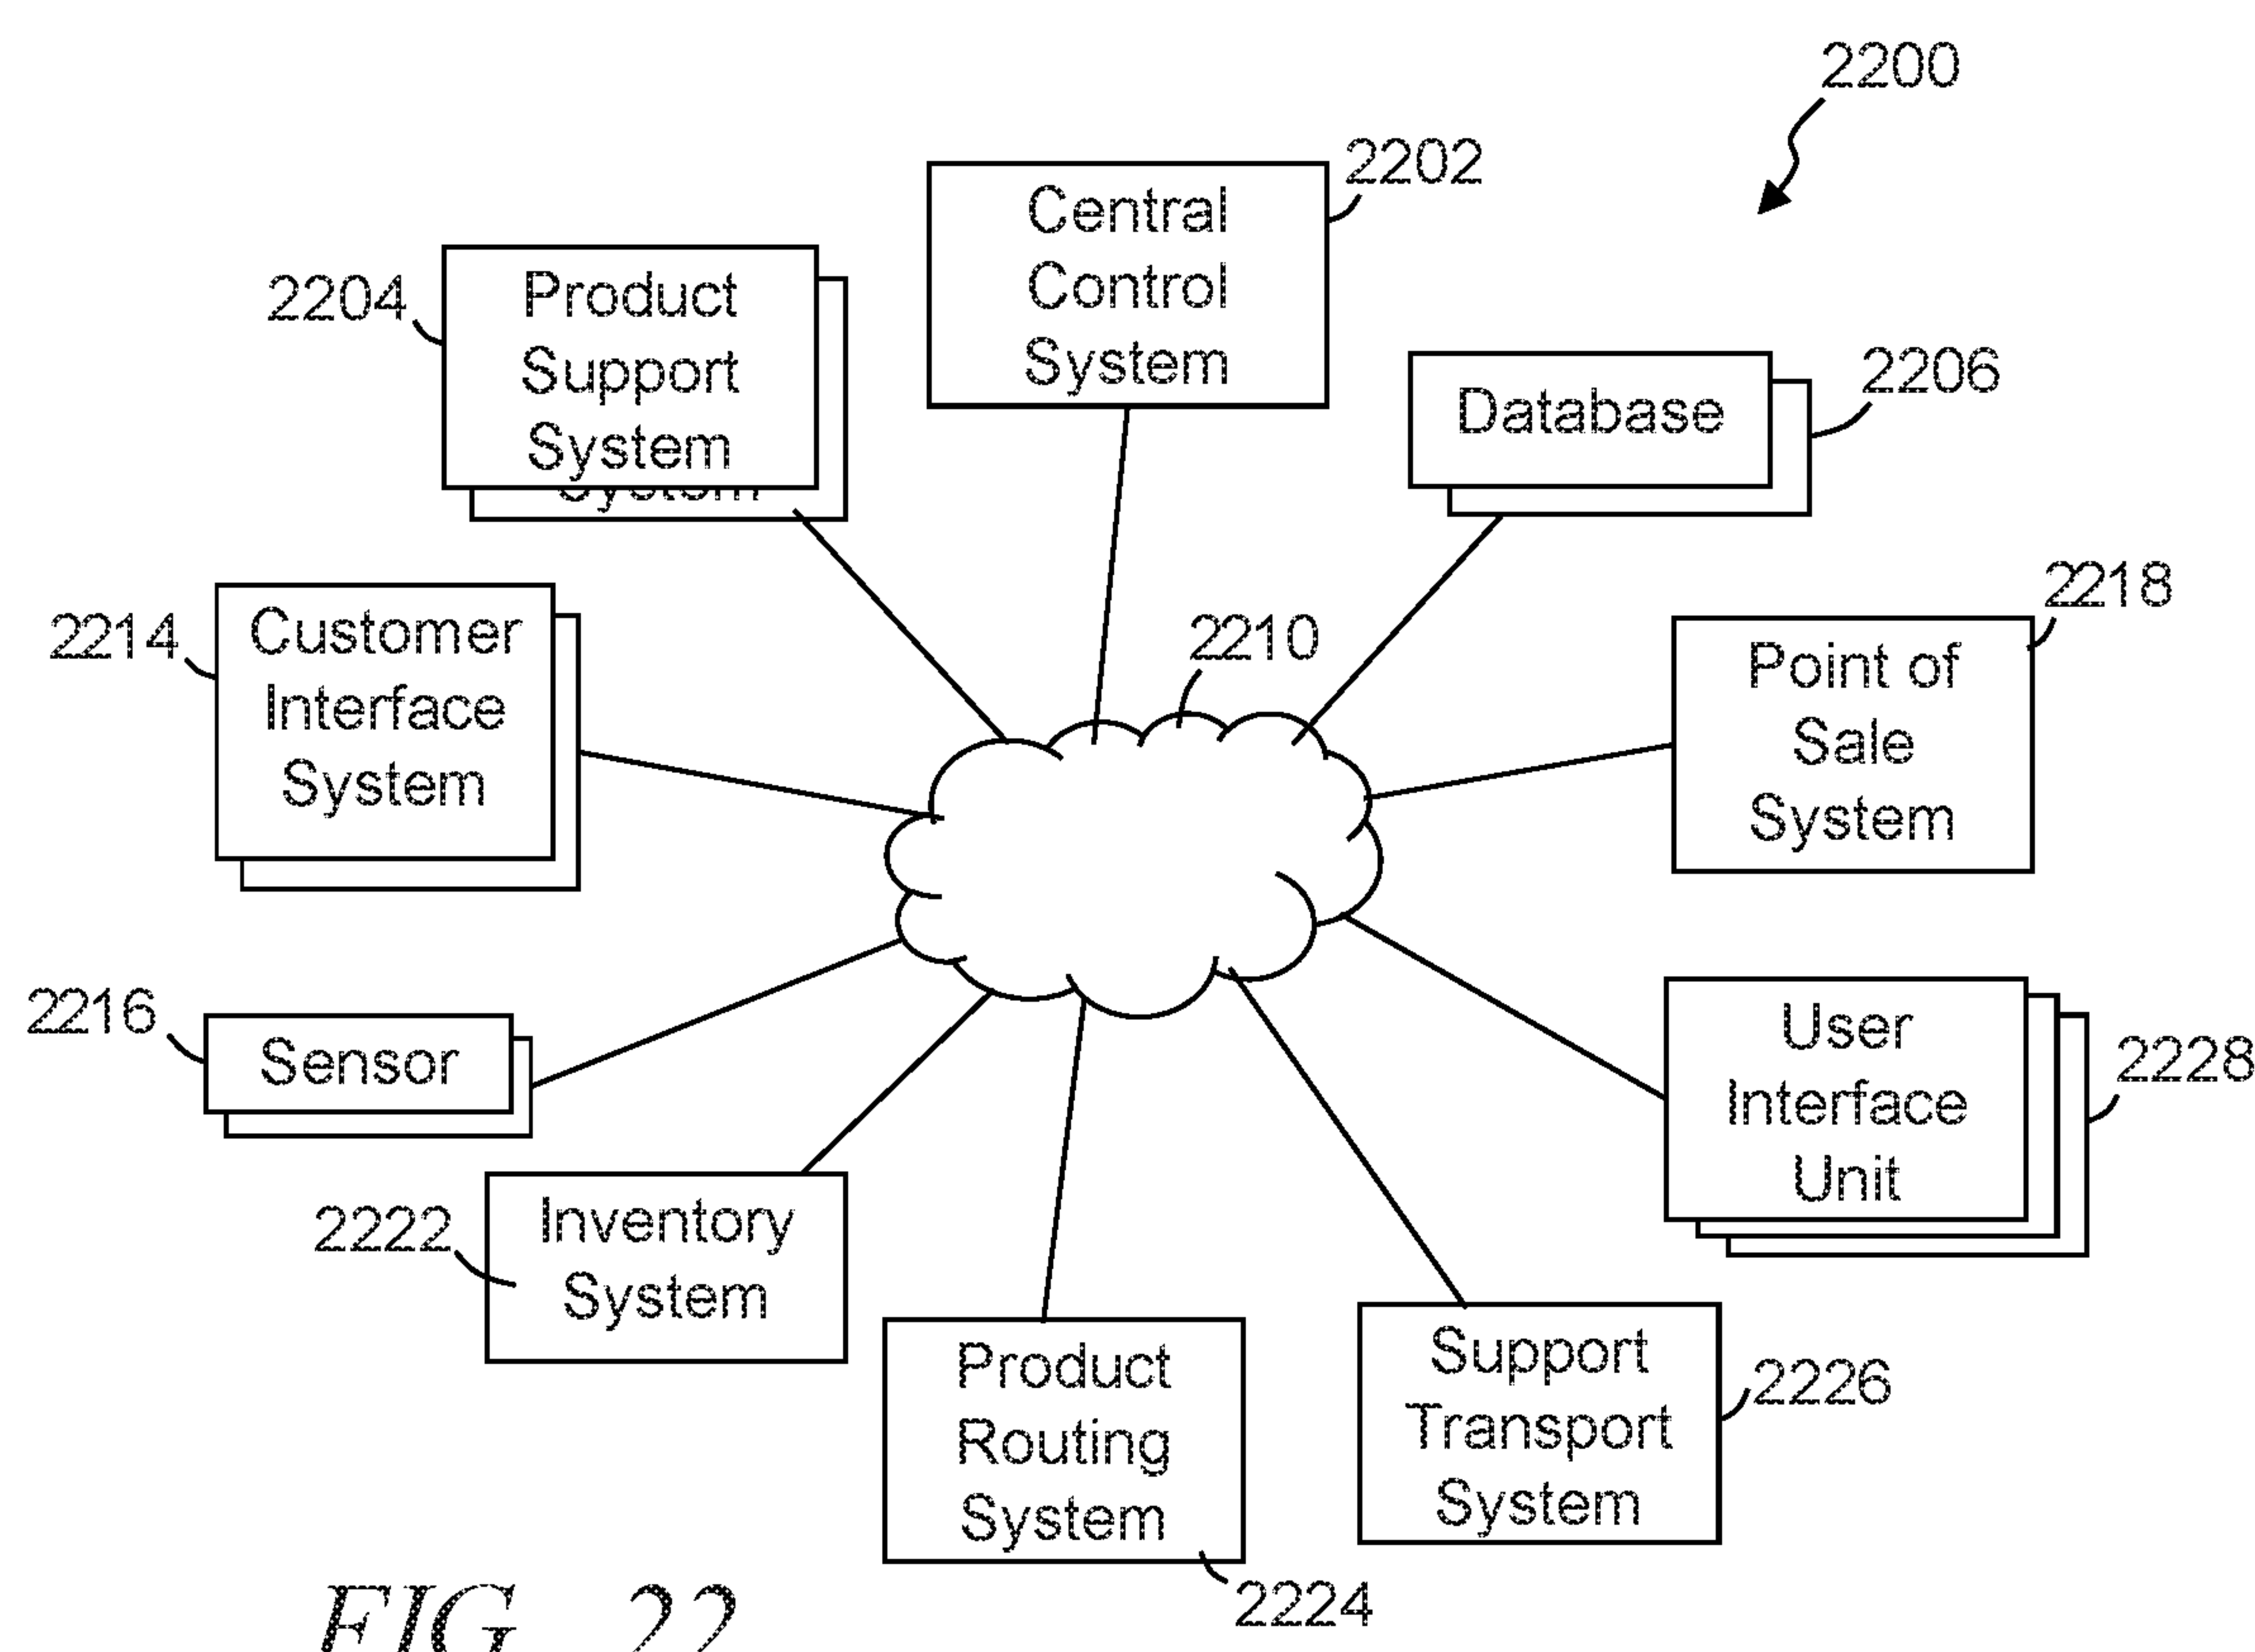 2200
2202
Central
Control
System
2204
Product
Support
System
System
2206
Database
2218
Point of
Sale
System
2214
Customer
Interface
System
2210
2216
Sensor
User
Interface
Unit
2228
2222
Inventory
System
Product
Routing
System
2224
Support
Transport
System
2226
FIG. 22